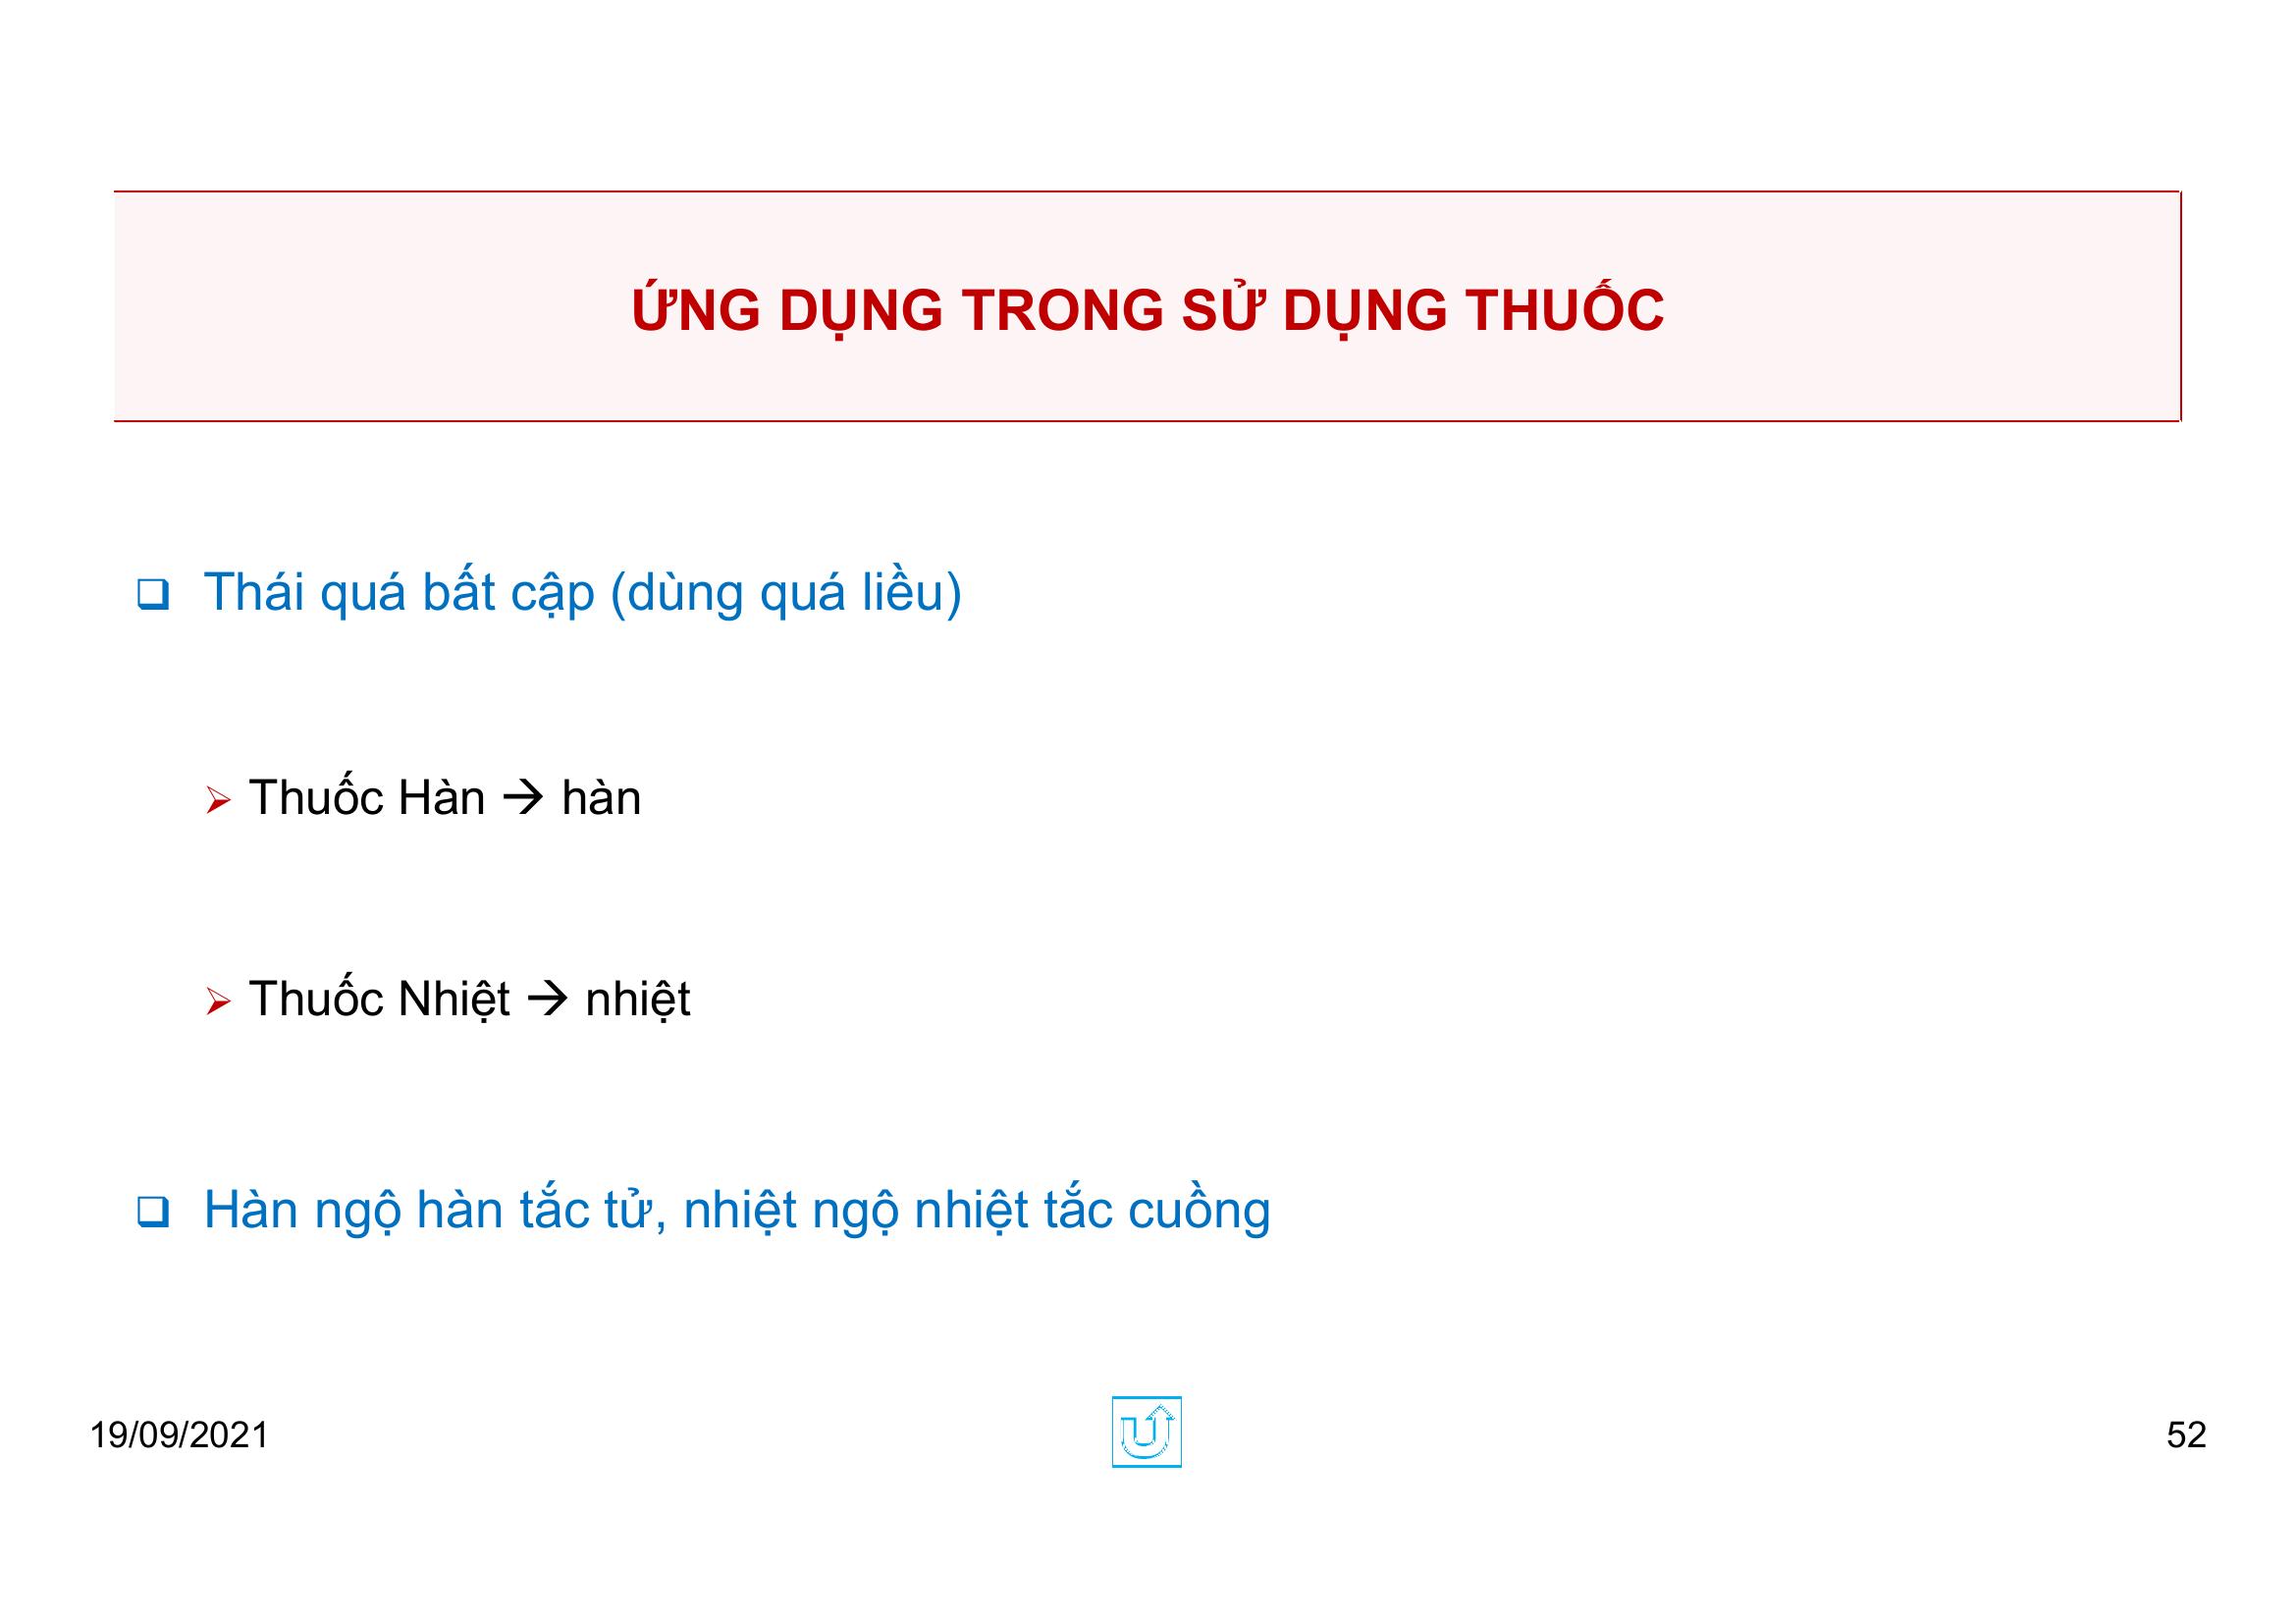 ỨNG DỤNG TRONG SỬ DỤNG THUỐC
❑ Thái quá bất cập (dùng quá liều)
➢ Thuốc Hàn → hàn
➢ Thuốc Nhiệt → nhiệt
❑ Hàn ngộ hàn tắc tử, nhiệt ngộ nhiệt tắc cuồng
19/09/2021
52